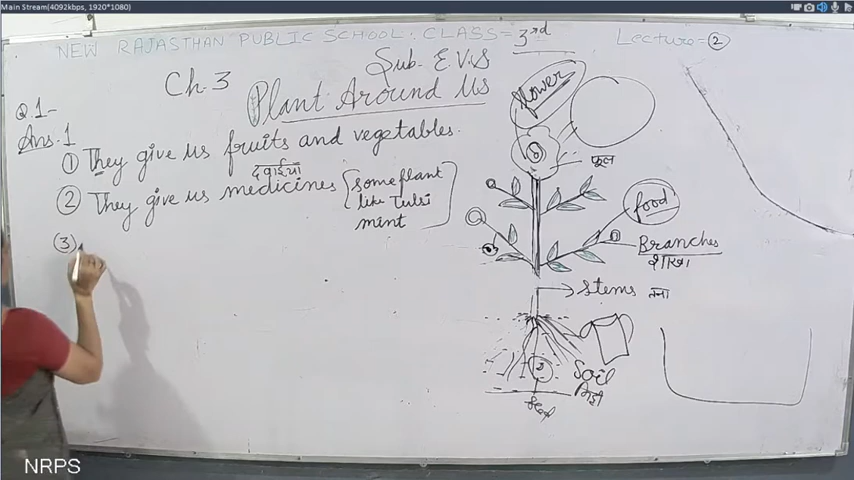 Main Stream(4092kbps, 1920*1080)
NEW RAJASTHAN PUBLIC SCHOOL: CLASS= 3rd
Lecture= 2
Sub- E.V.S
Ch.3
Plant Around Us
Q.1-
Ans. 1
① They give us fruits and vegetables.
दवाईया
② They give us medicines [some plant
like Tulsi
mint]
(3)
flower
फूल
food
Branches
शाखा
Stems तना
Soil
मिट्टी
NRPS